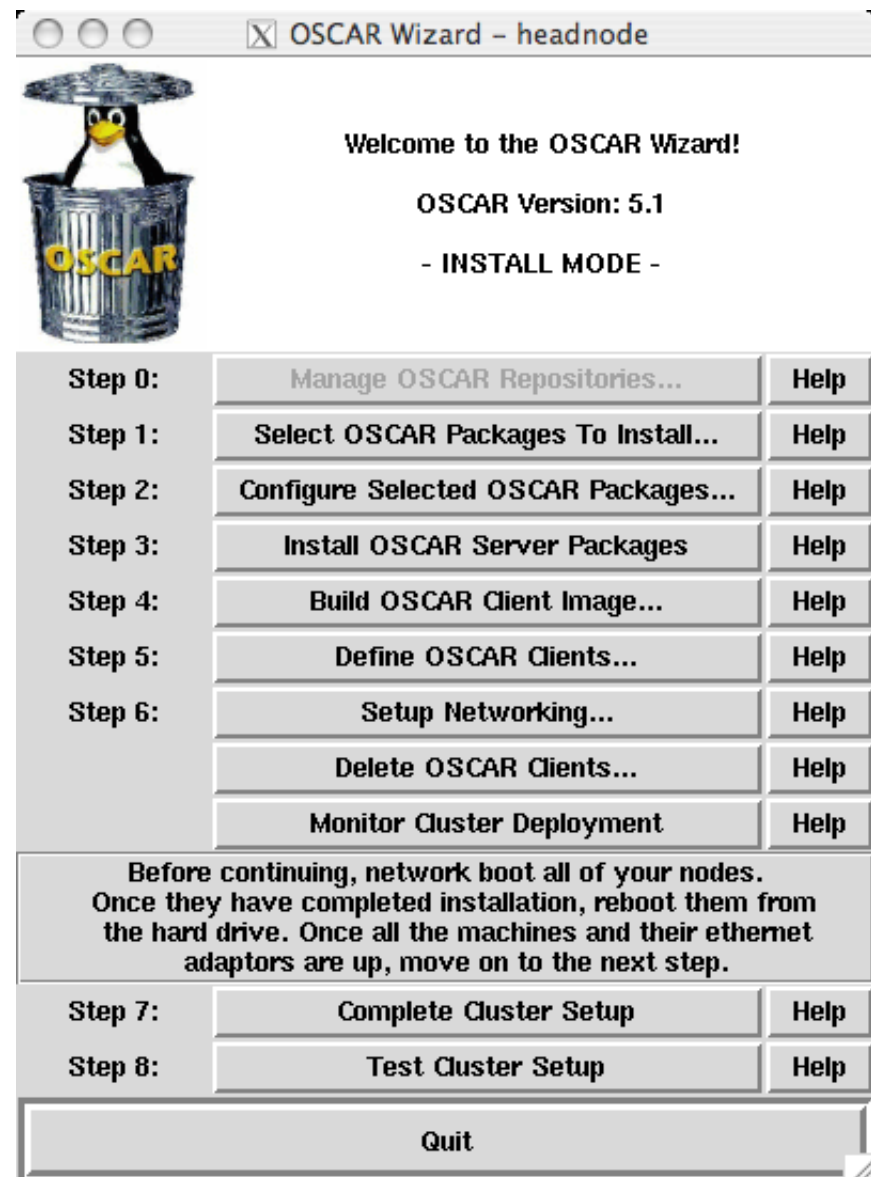 X OSCAR Wizard – headnode
OSCAR
Welcome to the OSCAR Wizard!
OSCAR Version: 5.1
- INSTALL MODE -
Step 0: Manage OSCAR Repositories... Help
Step 1: Select OSCAR Packages To Install... Help
Step 2: Configure Selected OSCAR Packages... Help
Step 3: Install OSCAR Server Packages Help
Step 4: Build OSCAR Client Image... Help
Step 5: Define OSCAR Clients... Help
Step 6: Setup Networking... Help
Delete OSCAR Clients... Help
Monitor Cluster Deployment Help
Before continuing, network boot all of your nodes.
Once they have completed installation, reboot them from
the hard drive. Once all the machines and their ethernet
adaptors are up, move on to the next step.
Step 7: Complete Cluster Setup Help
Step 8: Test Cluster Setup Help
Quit